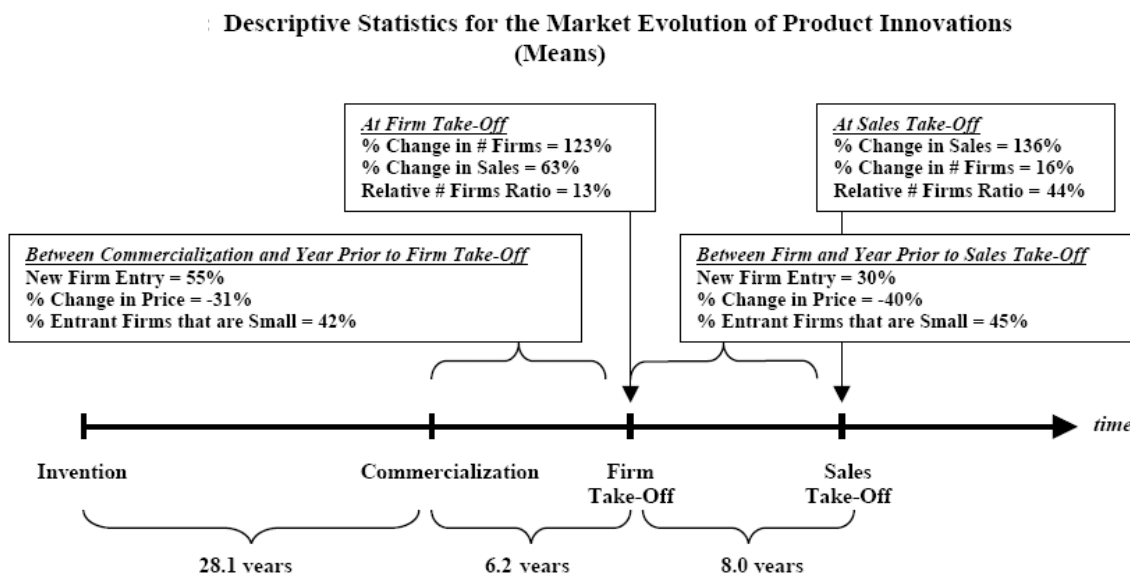 : Descriptive Statistics for the Market Evolution of Product Innovations
(Means)
At Firm Take-Off
% Change in # Firms = 123%
% Change in Sales = 63%
Relative # Firms Ratio = 13%
At Sales Take-Off
% Change in Sales = 136%
% Change in # Firms = 16%
Relative # Firms Ratio = 44%
Between Commercialization and Year Prior to Firm Take-Off
New Firm Entry = 55%
% Change in Price = -31%
% Entrant Firms that are Small = 42%
Between Firm and Year Prior to Sales Take-Off
New Firm Entry = 30%
% Change in Price = -40%
% Entrant Firms that are Small = 45%
time
Invention
Commercialization
Firm
Take-Off
Sales
Take-Off
28.1 years
6.2 years
8.0 years